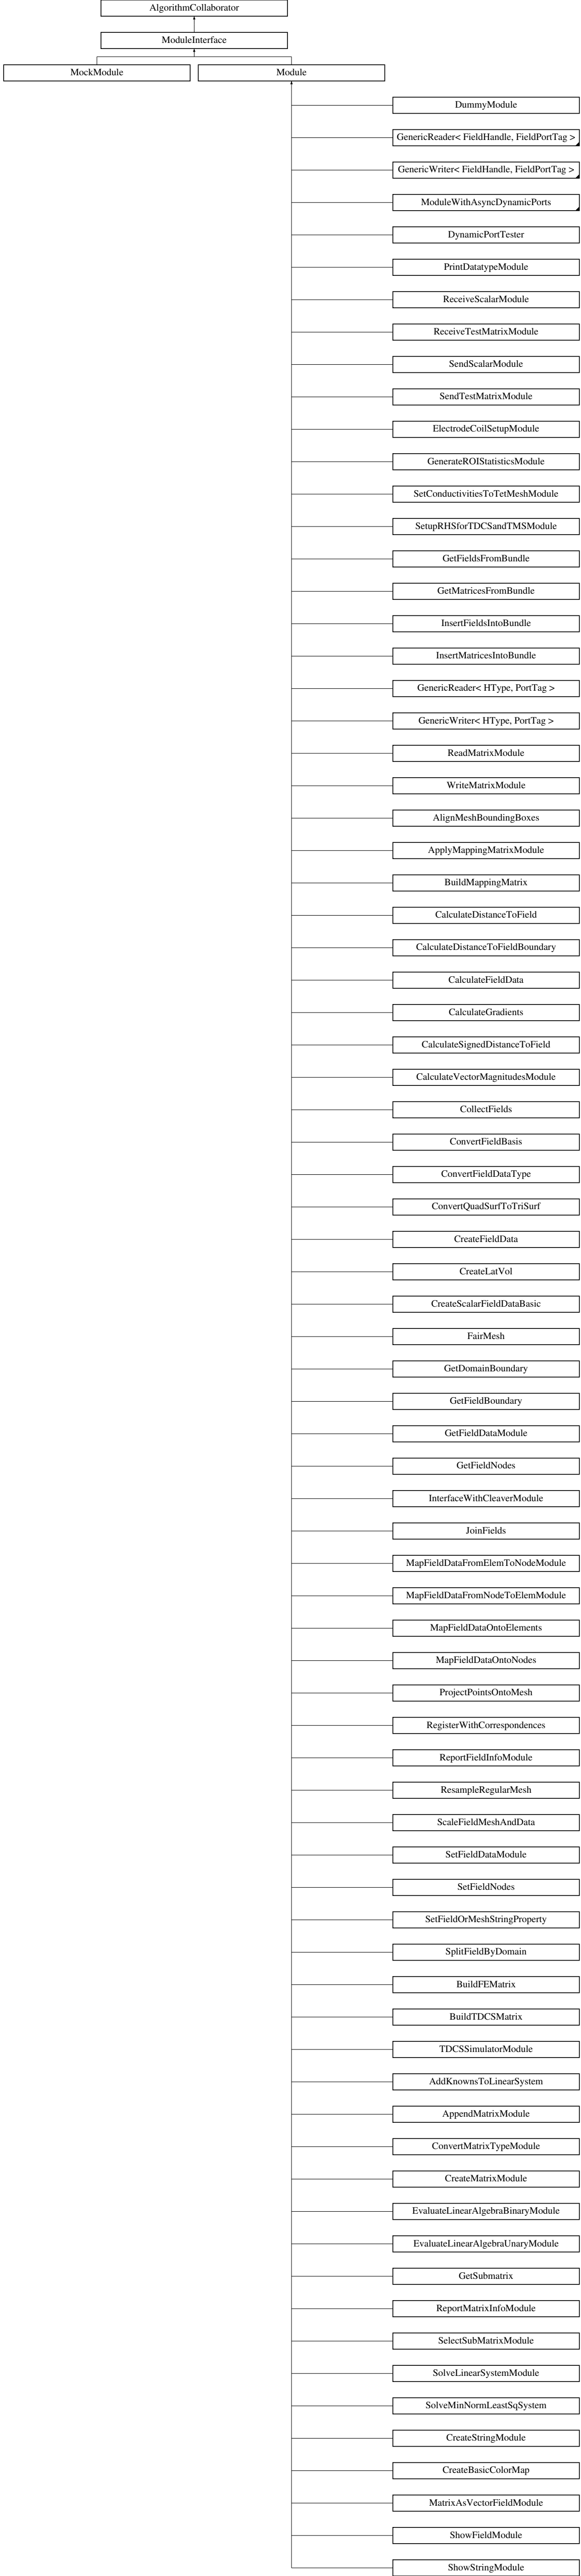 AlgorithmCollaborator
ModuleInterface
MockModule
Module
DummyModule
GenericReader< FieldHandle, FieldPortTag >
GenericWriter< FieldHandle, FieldPortTag >
ModuleWithAsyncDynamicPorts
DynamicPortTester
PrintDatatypeModule
ReceiveScalarModule
ReceiveTestMatrixModule
SendScalarModule
SendTestMatrixModule
ElectrodeCoilSetupModule
GenerateROIStatisticsModule
SetConductivitiesToTetMeshModule
SetupRHSforTDCSandTMSModule
GetFieldsFromBundle
GetMatricesFromBundle
InsertFieldsIntoBundle
InsertMatricesIntoBundle
GenericReader< HType, PortTag >
GenericWriter< HType, PortTag >
ReadMatrixModule
WriteMatrixModule
AlignMeshBoundingBoxes
ApplyMappingMatrixModule
BuildMappingMatrix
CalculateDistanceToField
CalculateDistanceToFieldBoundary
CalculateFieldData
CalculateGradients
CalculateSignedDistanceToField
CalculateVectorMagnitudesModule
CollectFields
ConvertFieldBasis
ConvertFieldDataType
ConvertQuadSurfToTriSurf
CreateFieldData
CreateLatVol
CreateScalarFieldDataBasic
FairMesh
GetDomainBoundary
GetFieldBoundary
GetFieldDataModule
GetFieldNodes
InterfaceWithCleaverModule
JoinFields
MapFieldDataFromElemToNodeModule
MapFieldDataFromNodeToElemModule
MapFieldDataOntoElements
MapFieldDataOntoNodes
ProjectPointsOntoMesh
RegisterWithCorrespondences
ReportFieldInfoModule
ResampleRegularMesh
ScaleFieldMeshAndData
SetFieldDataModule
SetFieldNodes
SetFieldOrMeshStringProperty
SplitFieldByDomain
BuildFEMatrix
BuildTDCSMatrix
TDCSSimulatorModule
AddKnownsToLinearSystem
AppendMatrixModule
ConvertMatrixTypeModule
CreateMatrixModule
EvaluateLinearAlgebraBinaryModule
EvaluateLinearAlgebraUnaryModule
GetSubmatrix
ReportMatrixInfoModule
SelectSubMatrixModule
SolveLinearSystemModule
SolveMinNormLeastSqSystem
CreateStringModule
CreateBasicColorMap
MatrixAsVectorFieldModule
ShowFieldModule
ShowStringModule